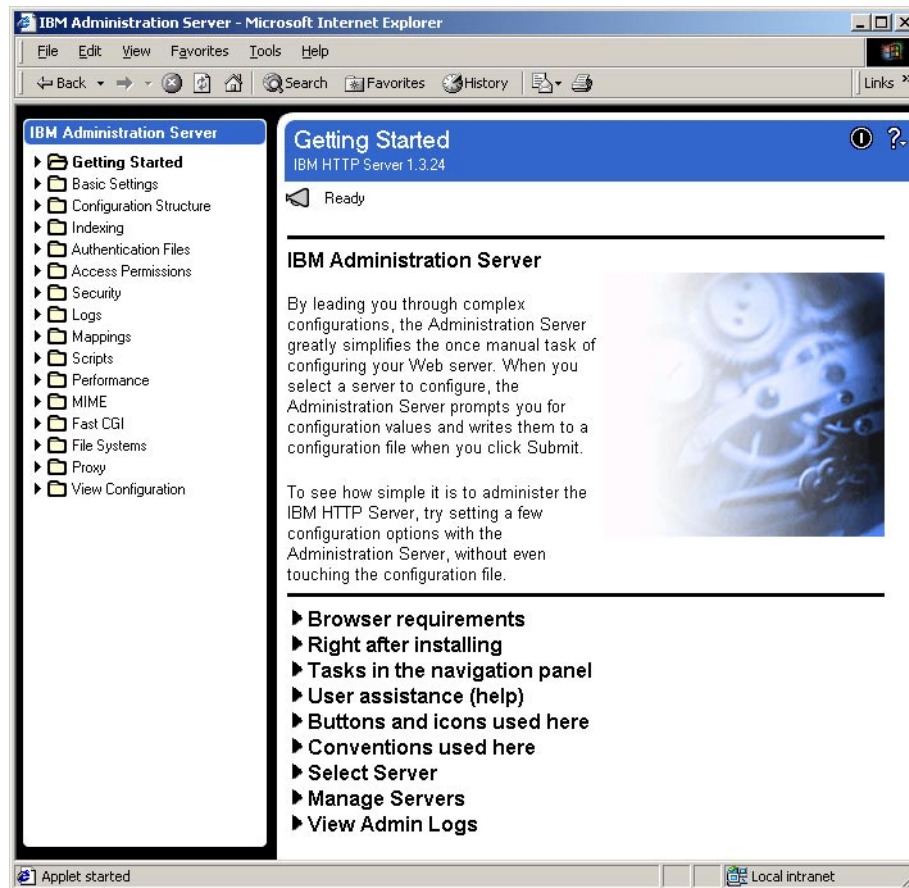 IBM Administration Server - Microsoft Internet Explorer
File Edit View Favorites Tools Help
Back Search Favorites History Links »
IBM Administration Server
Getting Started
Basic Settings
Configuration Structure
Indexing
Authentication Files
Access Permissions
Security
Logs
Mappings
Scripts
Performance
MIME
Fast CGI
File Systems
Proxy
View Configuration
Getting Started
IBM HTTP Server 1.3.24
?
Ready
IBM Administration Server
By leading you through complex
configurations, the Administration Server
greatly simplifies the once manual task of
configuring your Web server. When you
select a server to configure, the
Administration Server prompts you for
configuration values and writes them to a
configuration file when you click Submit.
To see how simple it is to administer the
IBM HTTP Server, try setting a few
configuration options with the
Administration Server, without even
touching the configuration file.
Browser requirements
Right after installing
Tasks in the navigation panel
User assistance (help)
Buttons and icons used here
Conventions used here
Select Server
Manage Servers
View Admin Logs
Applet started Local intranet